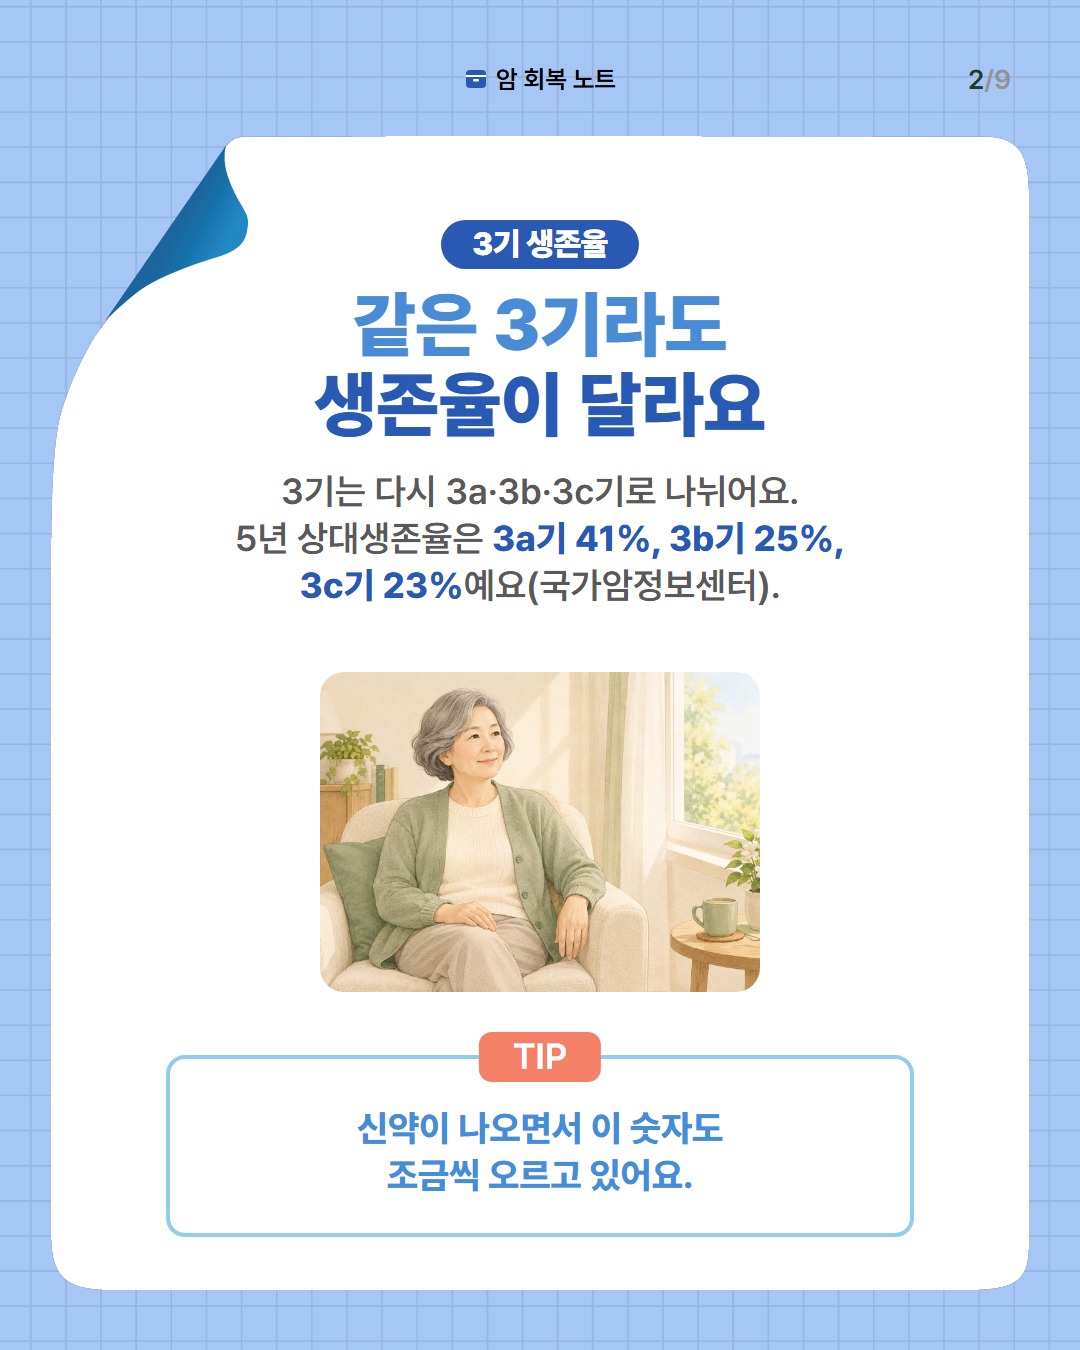 암 회복 노트
2/9
3기 생존율
같은 3기라도
생존율이 달라요
3기는 다시 3a·3b·3c기로 나뉘어요.
5년 상대생존율은 3a기 41%, 3b기 25%,
3c기 23%예요(국가암정보센터).
TIP
신약이 나오면서 이 숫자도
조금씩 오르고 있어요.